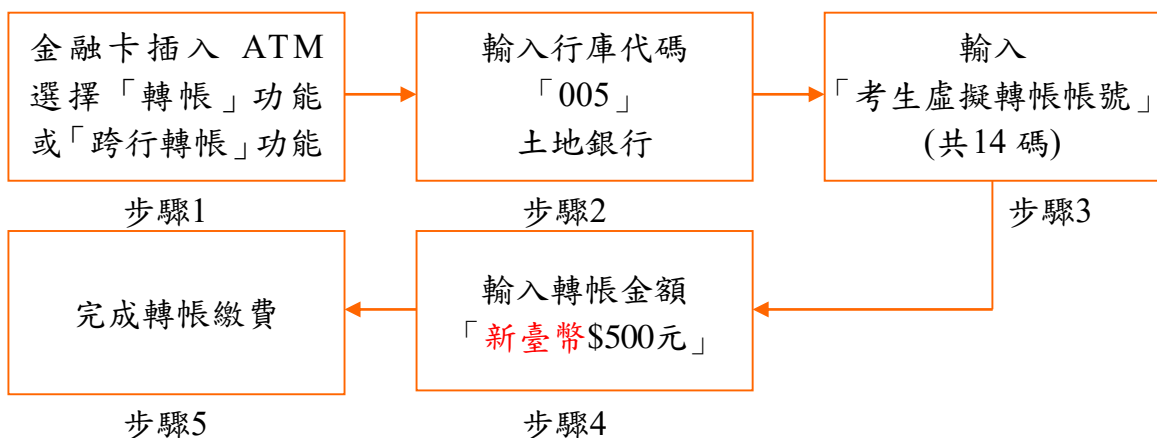 金融卡插入 ATM
選擇「轉帳」功能
或「跨行轉帳」功能
步驟1
輸入行庫代碼
「005」
土地銀行
步驟2
輸入
「考生虛擬轉帳帳號」
(共14 碼)
步驟3
輸入轉帳金額
「新臺幣$500元」
步驟4
完成轉帳繳費
步驟5